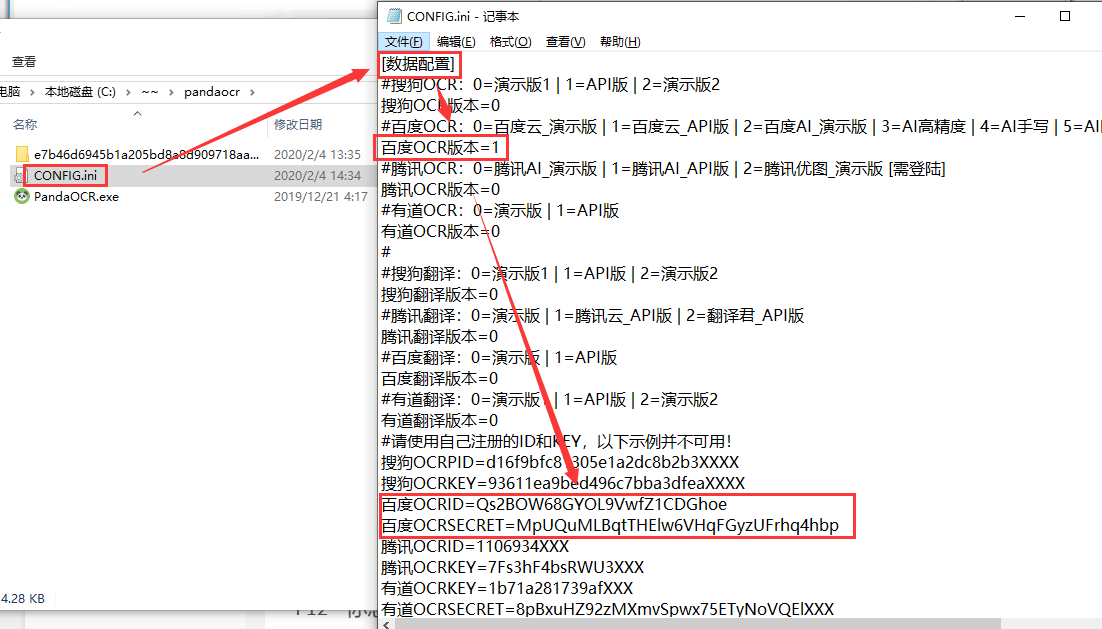 查看
电脑 > 本地磁盘 (C:) > ~~ > pandaocr >
名称 修改日期
e7b46d6945b1a205bd8a8d909718aa... 2020/2/4 13:35
CONFIG.ini 2020/2/4 14:34
PandaOCR.exe 2019/12/21 4:17
4.28 KB
CONFIG.ini - 记事本
文件(F) 编辑(E) 格式(O) 查看(V) 帮助(H)
[数据配置]
#搜狗OCR：0=演示版1 | 1=API版 | 2=演示版2
搜狗OCR版本=0
#百度OCR：0=百度云_演示版 | 1=百度云_API版 | 2=百度AI_演示版 | 3=AI高精度 | 4=AI手写 | 5=AI
百度OCR版本=1
#腾讯OCR：0=腾讯AI_演示版 | 1=腾讯AI_API版 | 2=腾讯优图_演示版 [需登陆]
腾讯OCR版本=0
#有道OCR：0=演示版 | 1=API版
有道OCR版本=0
#
#搜狗翻译：0=演示版1 | 1=API版 | 2=演示版2
搜狗翻译版本=0
#腾讯翻译：0=演示版 | 1=腾讯云_API版 | 2=翻译君_API版
腾讯翻译版本=0
#百度翻译：0=演示版 | 1=API版
百度翻译版本=0
#有道翻译：0=演示版1 | 1=API版 | 2=演示版2
有道翻译版本=0
#请使用自己注册的ID和KEY，以下示例并不可用！
搜狗OCRPID=d16f9bfc81305e1a2dc8b2b3XXXX
搜狗OCRKEY=93611ea9bed496c7bba3dfeaXXXX
百度OCRID=Qs2BOW68GYOL9VwfZ1CDGhoe
百度OCRSECRET=MpUQuMLBqtTHElw6VHqFGyzUFrhq4hbp
腾讯OCRID=1106934XXX
腾讯OCRKEY=7Fs3hF4bsRWU3XXX
有道OCRKEY=1b71a281739afXXX
有道OCRSECRET=8pBxuHZ92zMXmvSpwx75ETyNoVQElXXX